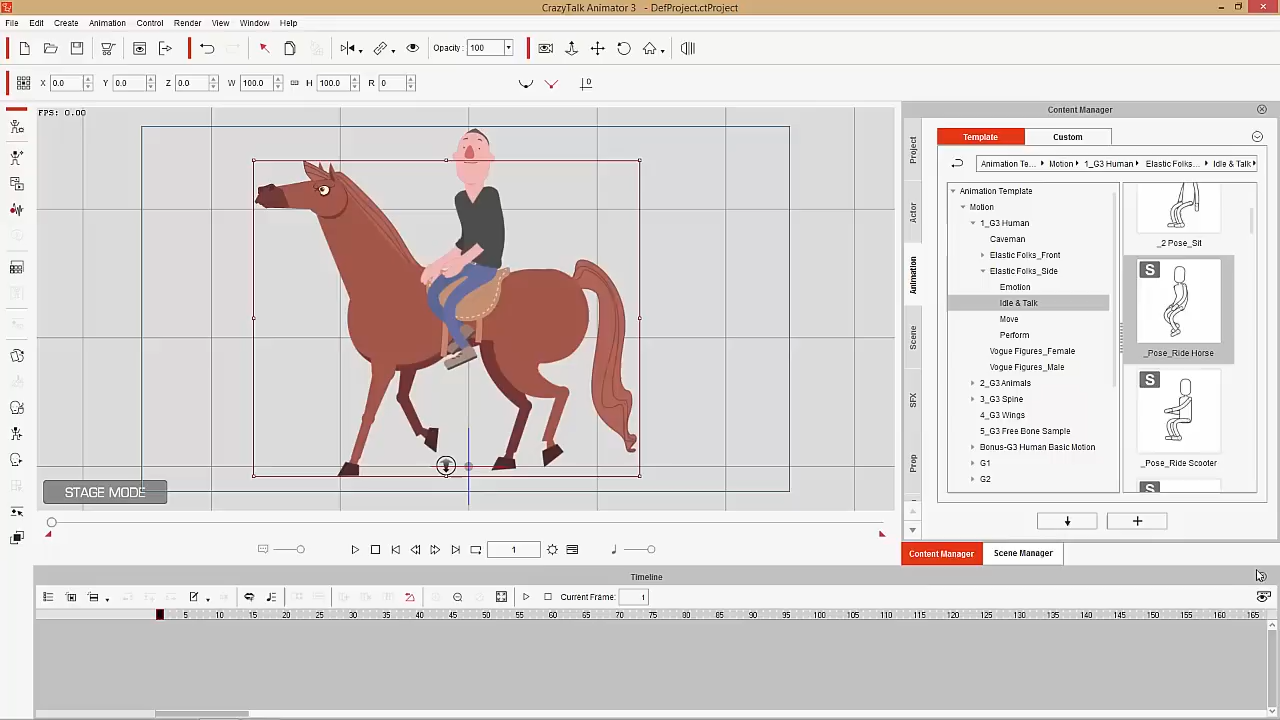 CrazyTalk Animator 3 - DefProject.ctProject
File Edit Create Animation Control Render View Window Help
Opacity : 100
X 0.0 Y 0.0 Z 0.0 W 100.0 H 100.0 R 0
FPS: 0.00
STAGE MODE
1
Content Manager
Template Custom
Animation Te... Motion 1_G3 Human Elastic Folks... Idle & Talk
Project
Actor
Animation
Scene
SFX
Prop
Animation Template
Motion
1_G3 Human
Caveman
Elastic Folks_Front
Elastic Folks_Side
Emotion
Idle & Talk
Move
Perform
Vogue Figures_Female
Vogue Figures_Male
2_G3 Animals
3_G3 Spine
4_G3 Wings
5_G3 Free Bone Sample
Bonus-G3 Human Basic Motion
G1
G2
_2 Pose_Sit
S
_Pose_Ride Horse
S
_Pose_Ride Scooter
S
Content Manager Scene Manager
Timeline
Current Frame: 1
5 10 15 20 25 30 35 40 45 50 55 60 65 70 75 80 85 90 95 100 105 110 115 120 125 130 135 140 145 150 155 160 165